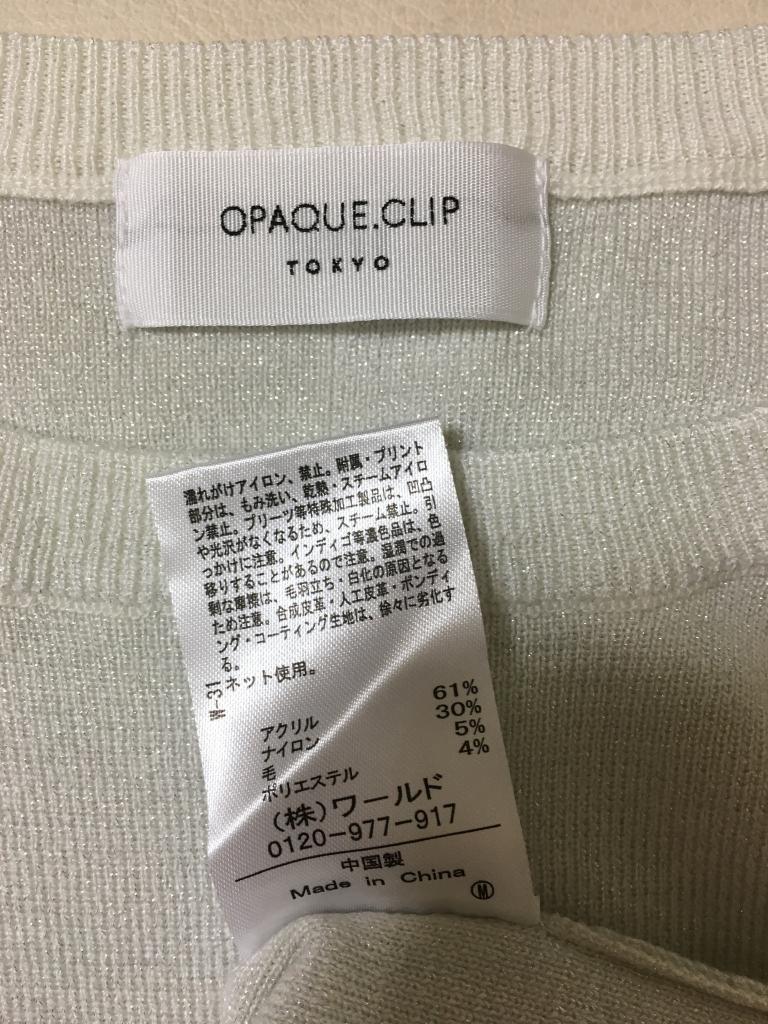 OPAQUE.CLIP
TOKYO
濡れがけアイロン、禁止。附属・プリント
部分は、もみ洗い、乾熱・スチームアイロ
ン禁止。プリーツ等特殊加工製品は、凹凸
や光沢がなくなるため、スチーム禁止。引
っかけに注意。インディゴ等濃色品は、色
移りすることがあるので注意。湿潤での過
剰な摩擦は、毛羽立ち・白化の原因となる
ため注意。合成皮革・人工皮革・ボンディ
ング・コーティング生地は、徐々に劣化す
る。
W-31 ネット使用。
アクリル 61%
ナイロン 30%
毛 5%
ポリエステル 4%
(株)ワールド
0120-977-917
中国製
Made in China
M